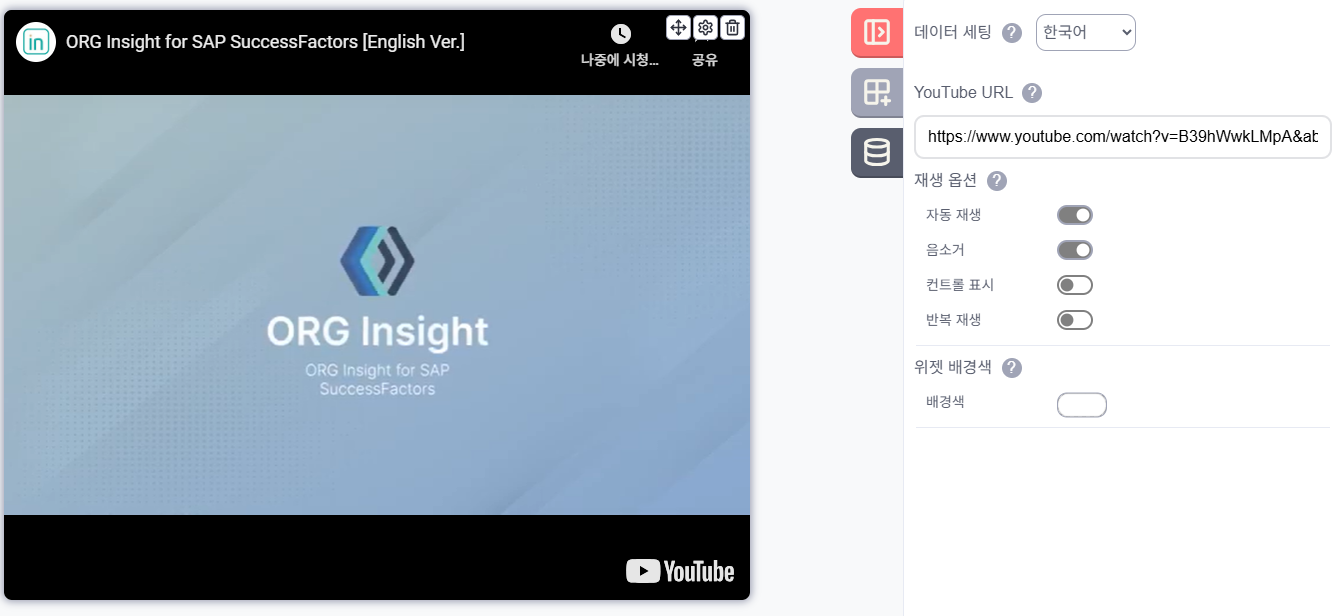 in
ORG Insight for SAP SuccessFactors [English Ver.]
나중에 시청...
공유
ORG Insight
ORG Insight for SAP
SuccessFactors
YouTube
데이터 세팅 ?
한국어
YouTube URL ?
https://www.youtube.com/watch?v=B39hWwkLMpA&ab
재생 옵션 ?
자동 재생
음소거
컨트롤 표시
반복 재생
위젯 배경색 ?
배경색